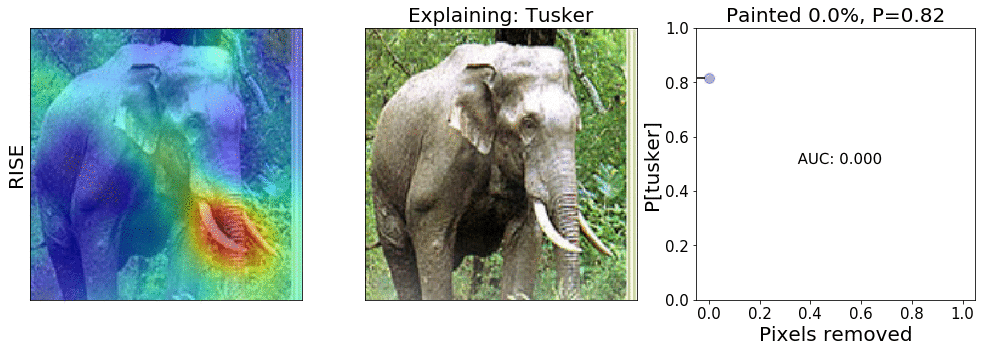 RISE
Explaining: Tusker
Painted 0.0%, P=0.82
P[tusker]
1.0
0.8
0.6
0.4
0.2
0.0
AUC: 0.000
0.0 0.2 0.4 0.6 0.8 1.0
Pixels removed